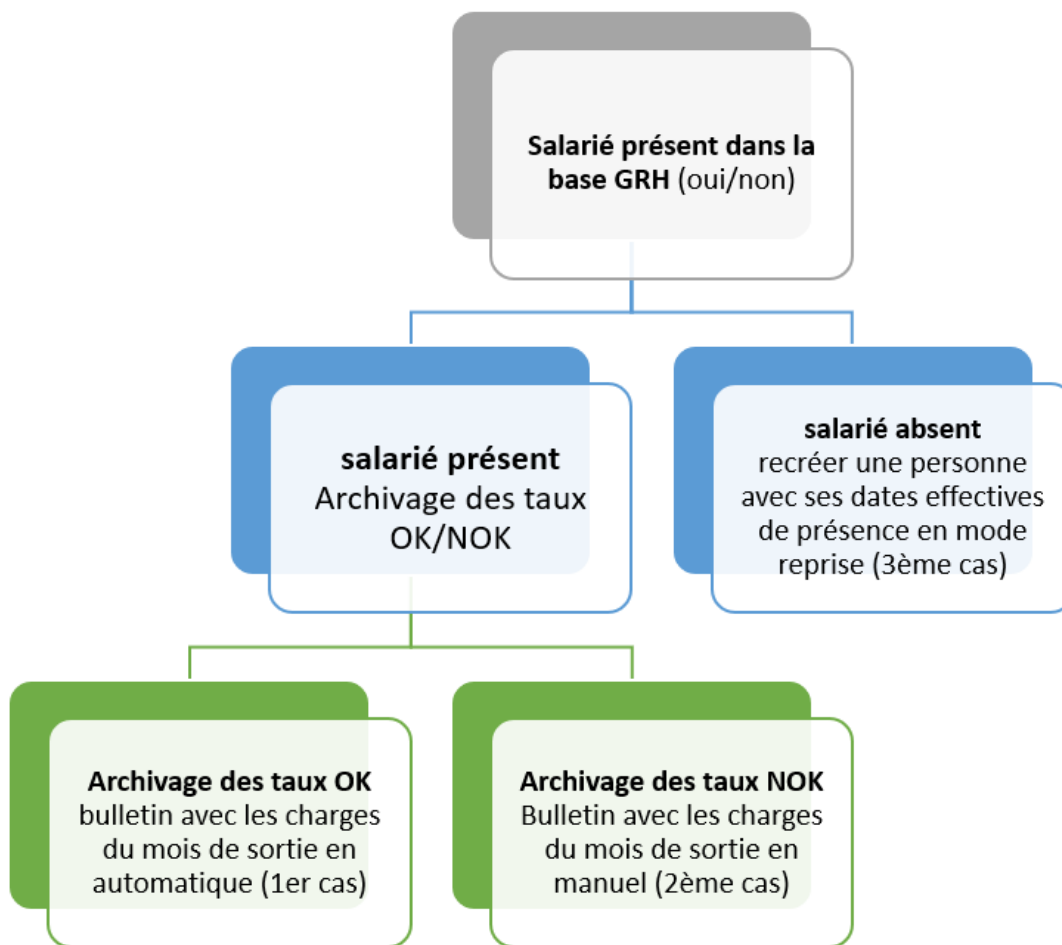 Salarié présent dans la
base GRH (oui/non)
salarié présent
Archivage des taux
OK/NOK
salarié absent
recréer une personne
avec ses dates effectives
de présence en mode
reprise (3ème cas)
Archivage des taux OK
bulletin avec les charges
du mois de sortie en
automatique (1er cas)
Archivage des taux NOK
Bulletin avec les charges
du mois de sortie en
manuel (2ème cas)